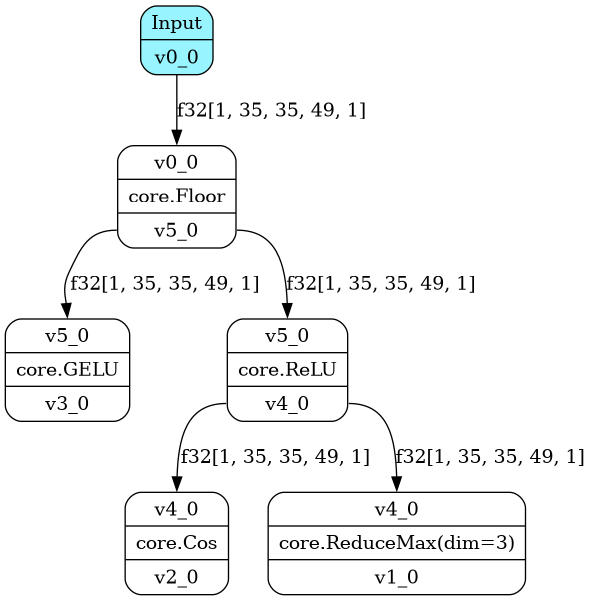 Input
v0_0
f32[1, 35, 35, 49, 1]
v0_0
core.Floor
v5_0
f32[1, 35, 35, 49, 1]
f32[1, 35, 35, 49, 1]
v5_0
core.GELU
v3_0
v5_0
core.ReLU
v4_0
f32[1, 35, 35, 49, 1]
f32[1, 35, 35, 49, 1]
v4_0
core.Cos
v2_0
v4_0
core.ReduceMax(dim=3)
v1_0